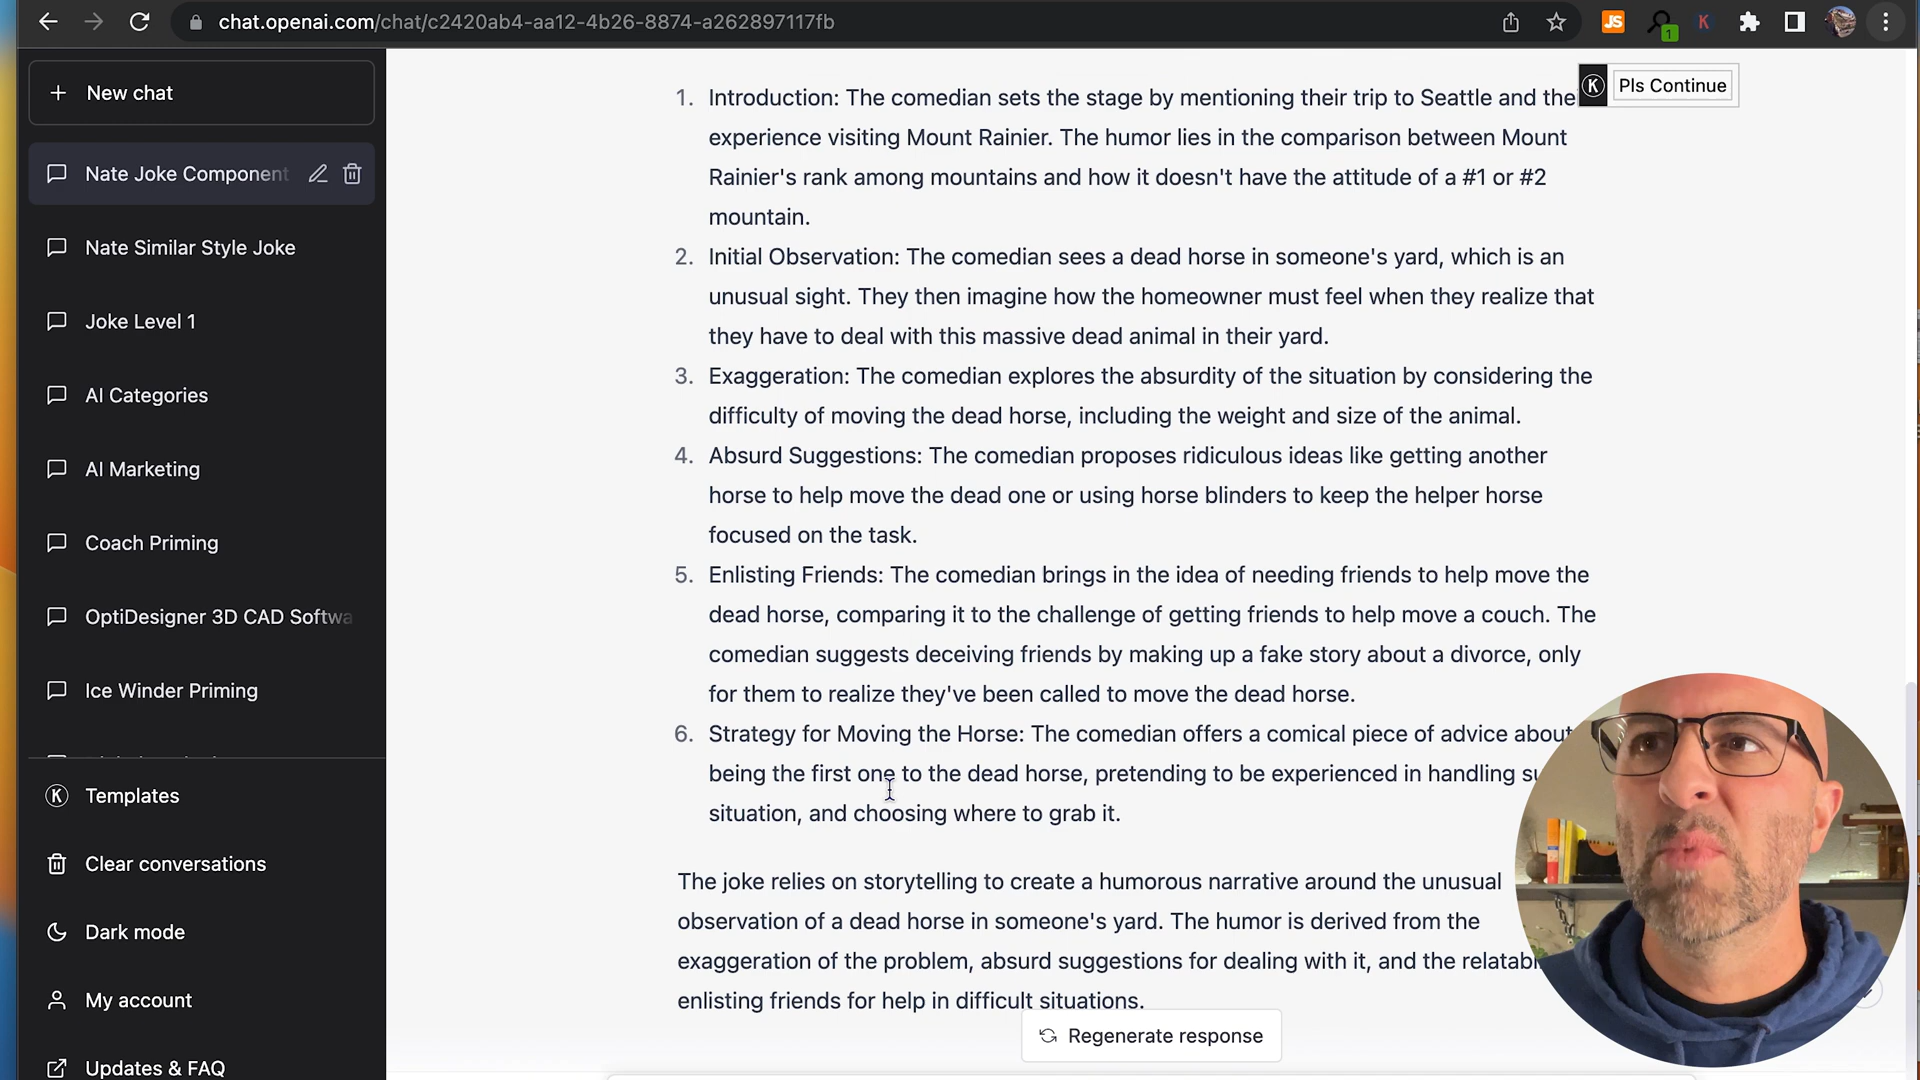 chat.openai.com/chat/c2420ab4-aa12-4b26-8874-a262897117fb
JS
1
K
New chat
Nate Joke Component
Nate Similar Style Joke
Joke Level 1
AI Categories
AI Marketing
Coach Priming
OptiDesigner 3D CAD Softwa
Ice Winder Priming
K Templates
Clear conversations
Dark mode
My account
Updates & FAQ
K Pls Continue
1. Introduction: The comedian sets the stage by mentioning their trip to Seattle and thei
experience visiting Mount Rainier. The humor lies in the comparison between Mount
Rainier's rank among mountains and how it doesn't have the attitude of a #1 or #2
mountain.
2. Initial Observation: The comedian sees a dead horse in someone's yard, which is an
unusual sight. They then imagine how the homeowner must feel when they realize that
they have to deal with this massive dead animal in their yard.
3. Exaggeration: The comedian explores the absurdity of the situation by considering the
difficulty of moving the dead horse, including the weight and size of the animal.
4. Absurd Suggestions: The comedian proposes ridiculous ideas like getting another
horse to help move the dead one or using horse blinders to keep the helper horse
focused on the task.
5. Enlisting Friends: The comedian brings in the idea of needing friends to help move the
dead horse, comparing it to the challenge of getting friends to help move a couch. The
comedian suggests deceiving friends by making up a fake story about a divorce, only
for them to realize they've been called to move the dead horse.
6. Strategy for Moving the Horse: The comedian offers a comical piece of advice about
being the first one to the dead horse, pretending to be experienced in handling su
situation, and choosing where to grab it.
The joke relies on storytelling to create a humorous narrative around the unusual
observation of a dead horse in someone's yard. The humor is derived from the
exaggeration of the problem, absurd suggestions for dealing with it, and the relatab
enlisting friends for help in difficult situations.
Regenerate response